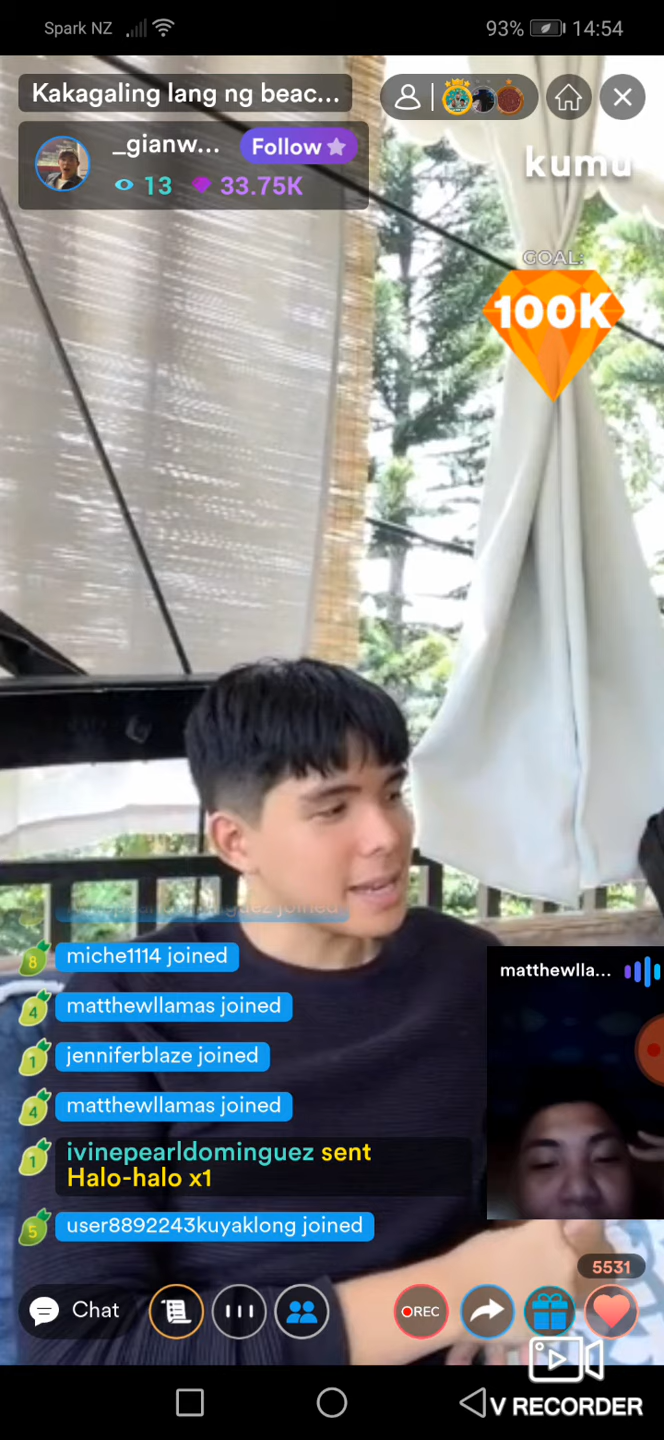 Spark NZ
93%
14:54
Kakagaling lang ng beac...
_gianw...
Follow
13
33.75K
kumu
GOAL:
100K
joined
8 miche1114 joined
4 matthewllamas joined
1 jenniferblaze joined
4 matthewllamas joined
1 ivinepearldominguez sent
Halo-halo x1
5 user8892243kuyaklong joined
matthewlla...
5531
Chat
REC
V RECORDER